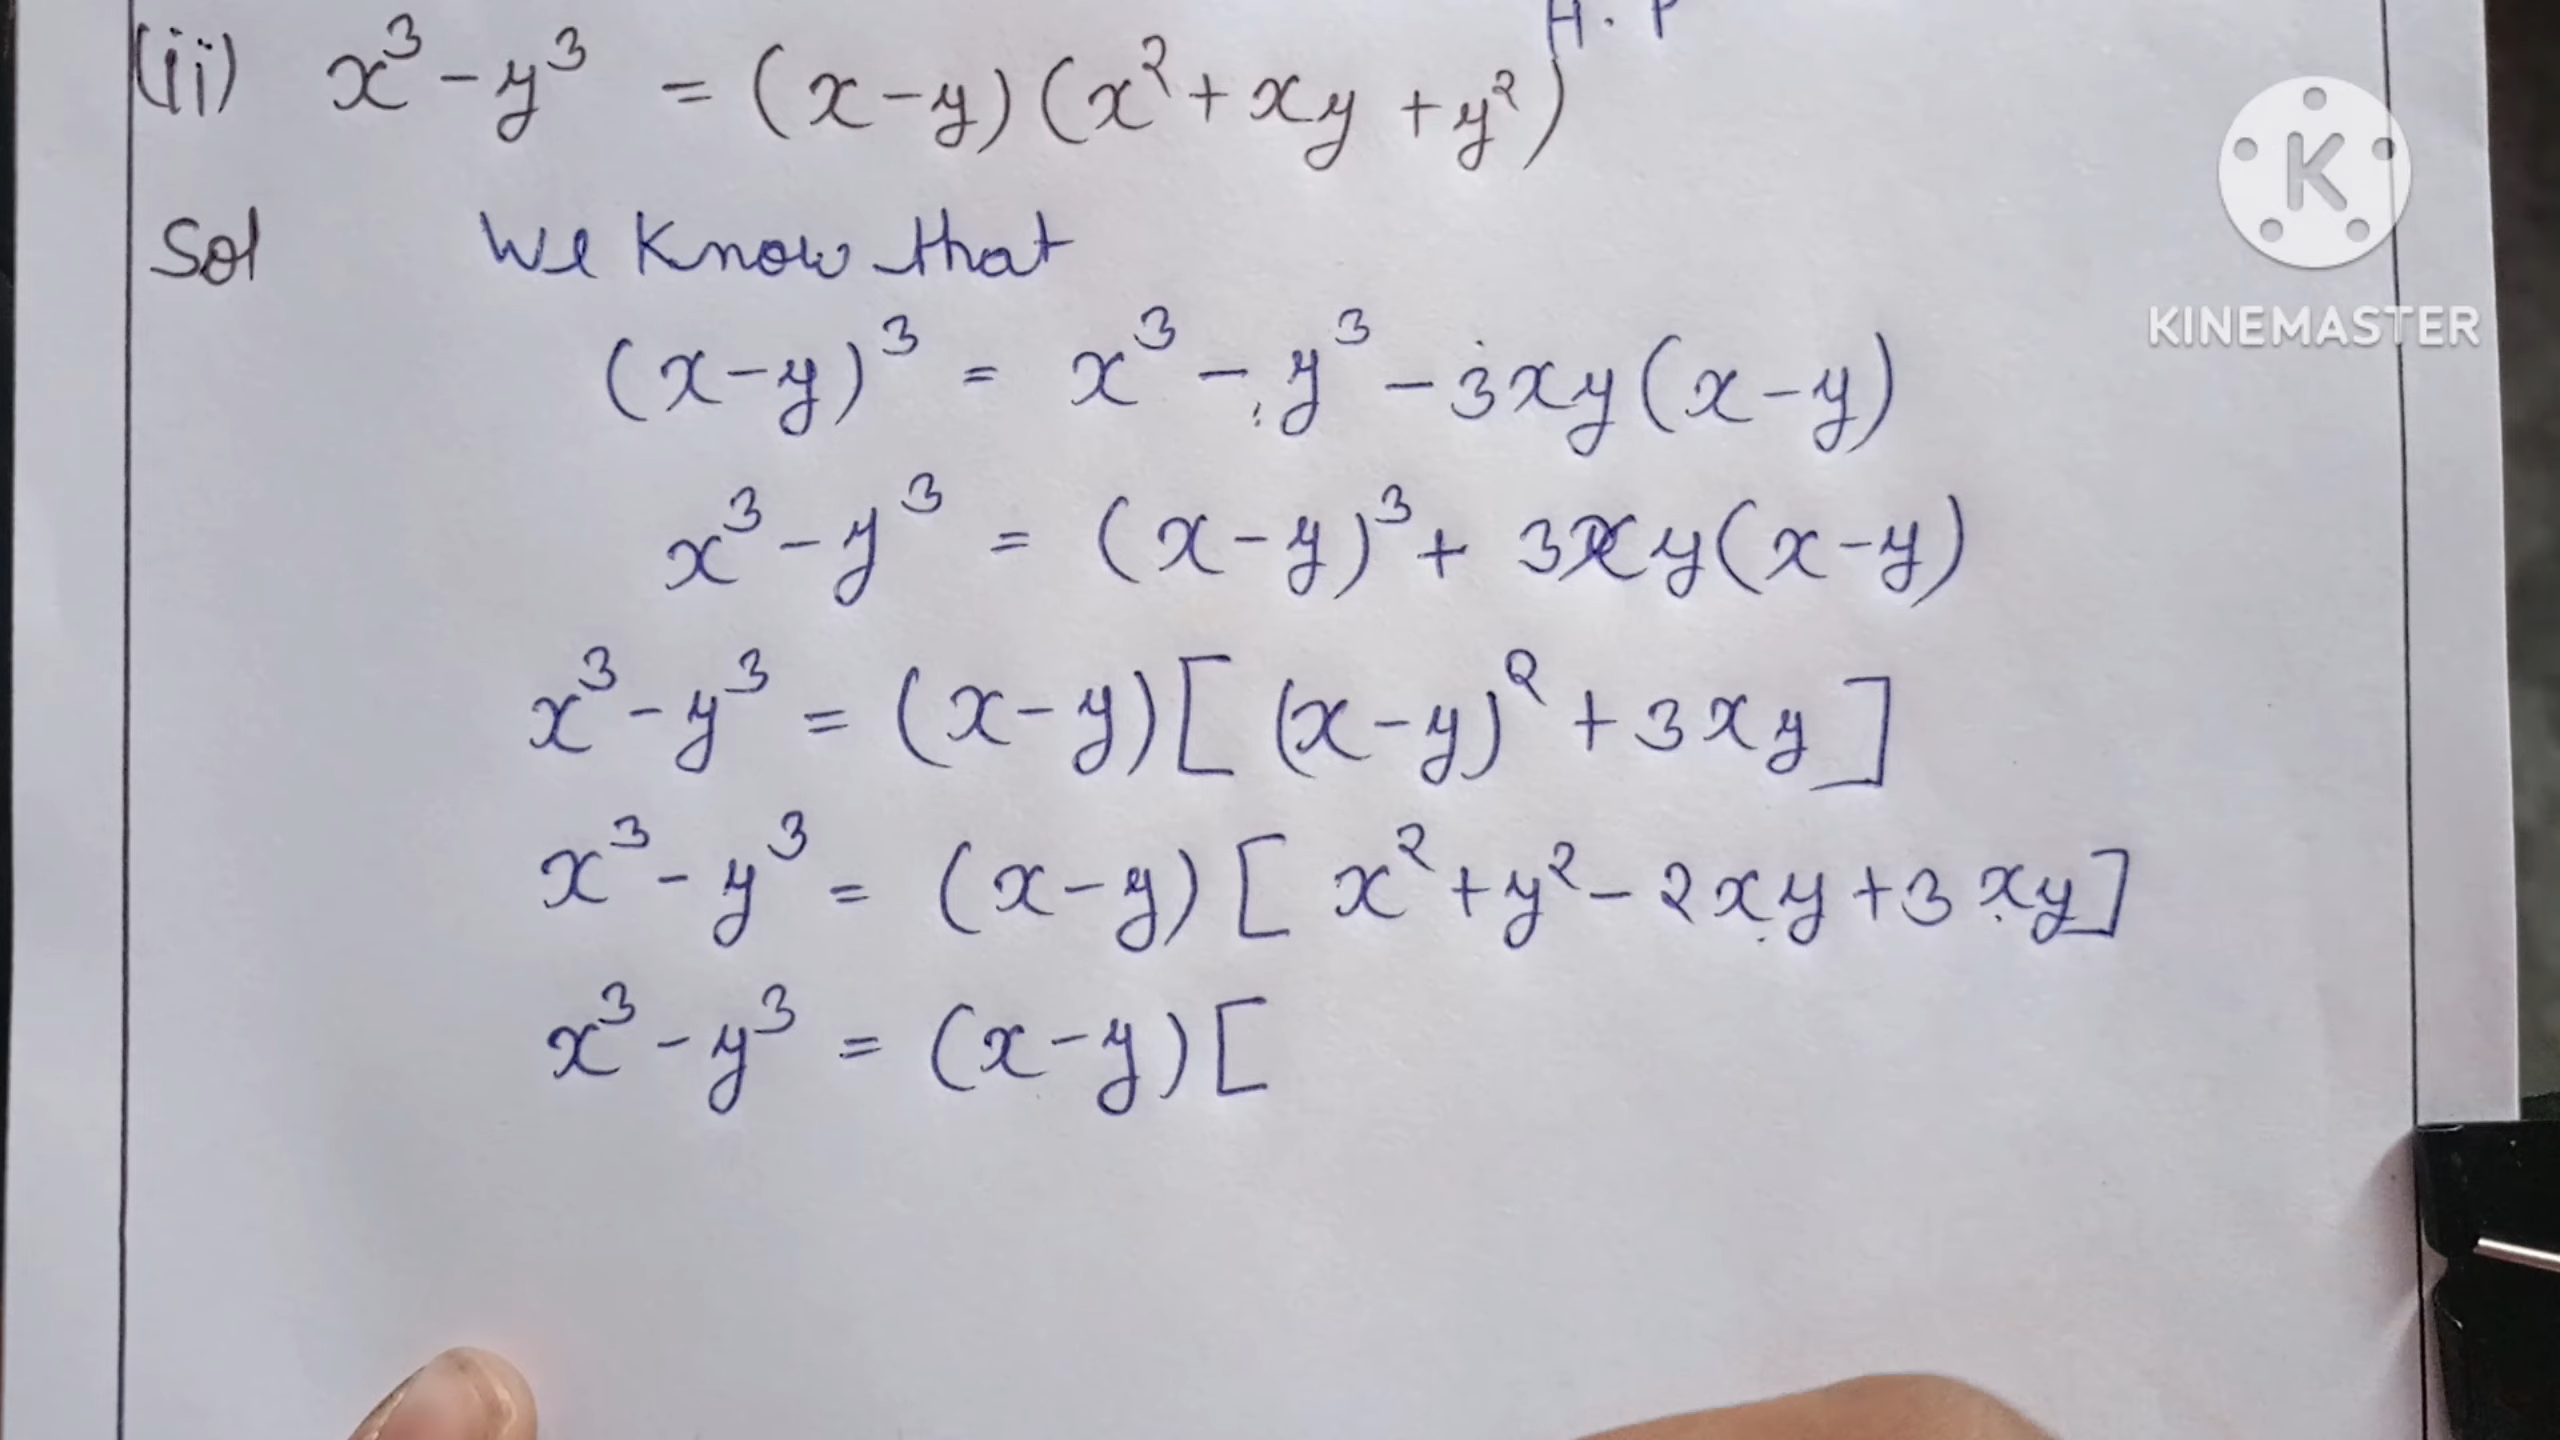 H. P
(ii) x³ - y³ = (x-y)(x² + xy + y²)
Sol We Know that
(x-y)³ = x³ - y³ - 3xy(x-y)
x³ - y³ = (x-y)³ + 3xy(x-y)
x³ - y³ = (x-y)[(x-y)² + 3xy]
x³ - y³ = (x-y)[x² + y² - 2xy + 3xy]
x³ - y³ = (x-y)[
K
KINEMASTER